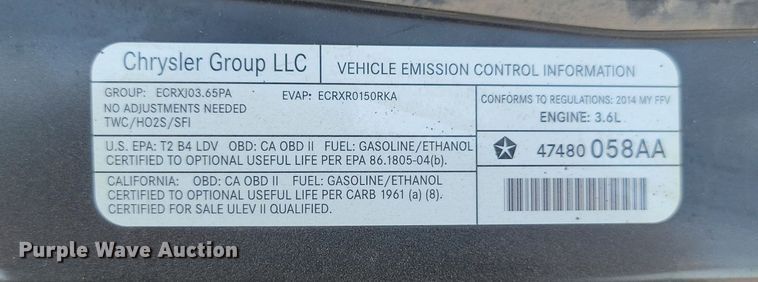 Chrysler Group LLC
VEHICLE EMISSION CONTROL INFORMATION
GROUP: ECRXJ03.65PA EVAP: ECRXR0150RKA
NO ADJUSTMENTS NEEDED
TWC/HO2S/SFI
CONFORMS TO REGULATIONS: 2014 MY FFV
ENGINE: 3.6L
U.S. EPA: T2 B4 LDV OBD: CA OBD II FUEL: GASOLINE/ETHANOL
CERTIFIED TO OPTIONAL USEFUL LIFE PER EPA 86.1805-04(b).
47480 058AA
CALIFORNIA: OBD: CA OBD II FUEL: GASOLINE/ETHANOL
CERTIFIED TO OPTIONAL USEFUL LIFE PER CARB 1961 (a) (8).
CERTIFIED FOR SALE ULEV II QUALIFIED.
Purple Wave Auction